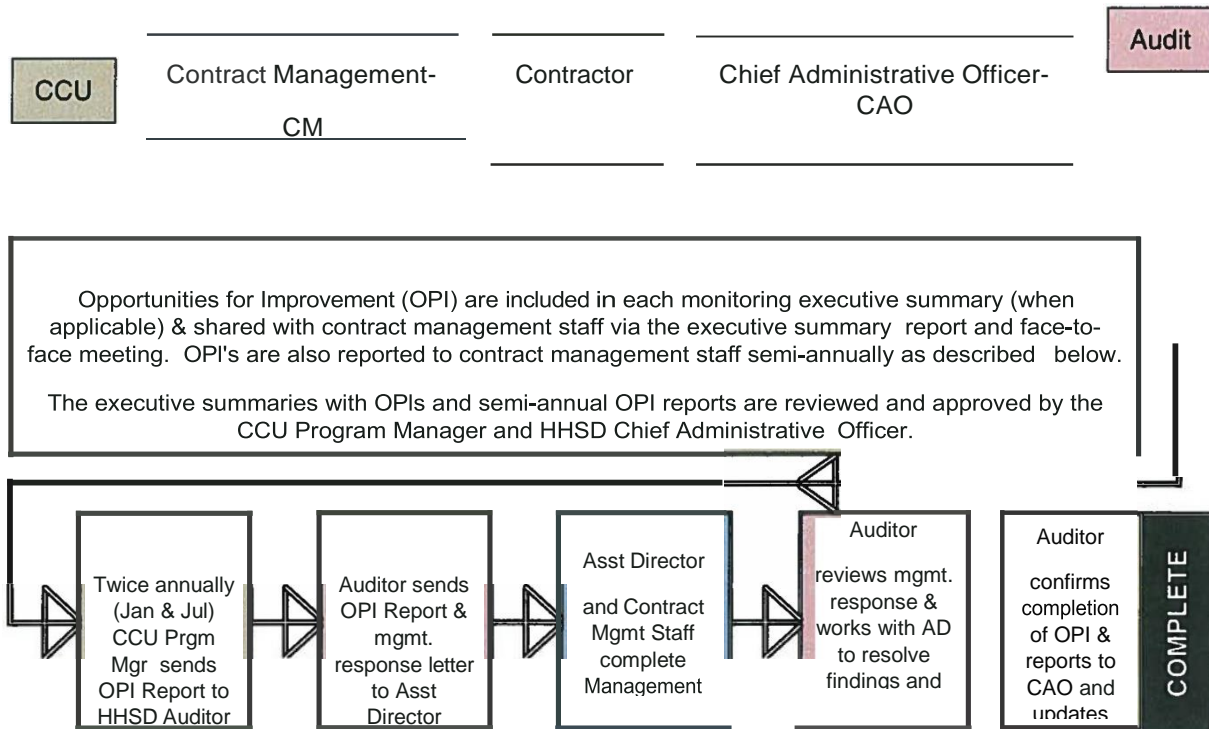 Audit
CCU
Contract Management-
CM
Contractor
Chief Administrative Officer-
CAO
Opportunities for Improvement (OPI) are included in each monitoring executive summary (when
applicable) & shared with contract management staff via the executive summary report and face-to-
face meeting. OPI's are also reported to contract management staff semi-annually as described below.
The executive summaries with OPIs and semi-annual OPI reports are reviewed and approved by the
CCU Program Manager and HHSD Chief Administrative Officer.
Twice annually
(Jan & Jul)
CCU Prgm
Mgr sends
OPI Report to
HHSD Auditor
Auditor sends
OPI Report &
mgmt.
response letter
to Asst
Director
Asst Director
and Contract
Mgmt Staff
complete
Management
Auditor
reviews mgmt.
response &
works with AD
to resolve
findings and
Auditor
confirms
completion
of OPI &
reports to
CAO and
updates
COMPLETE